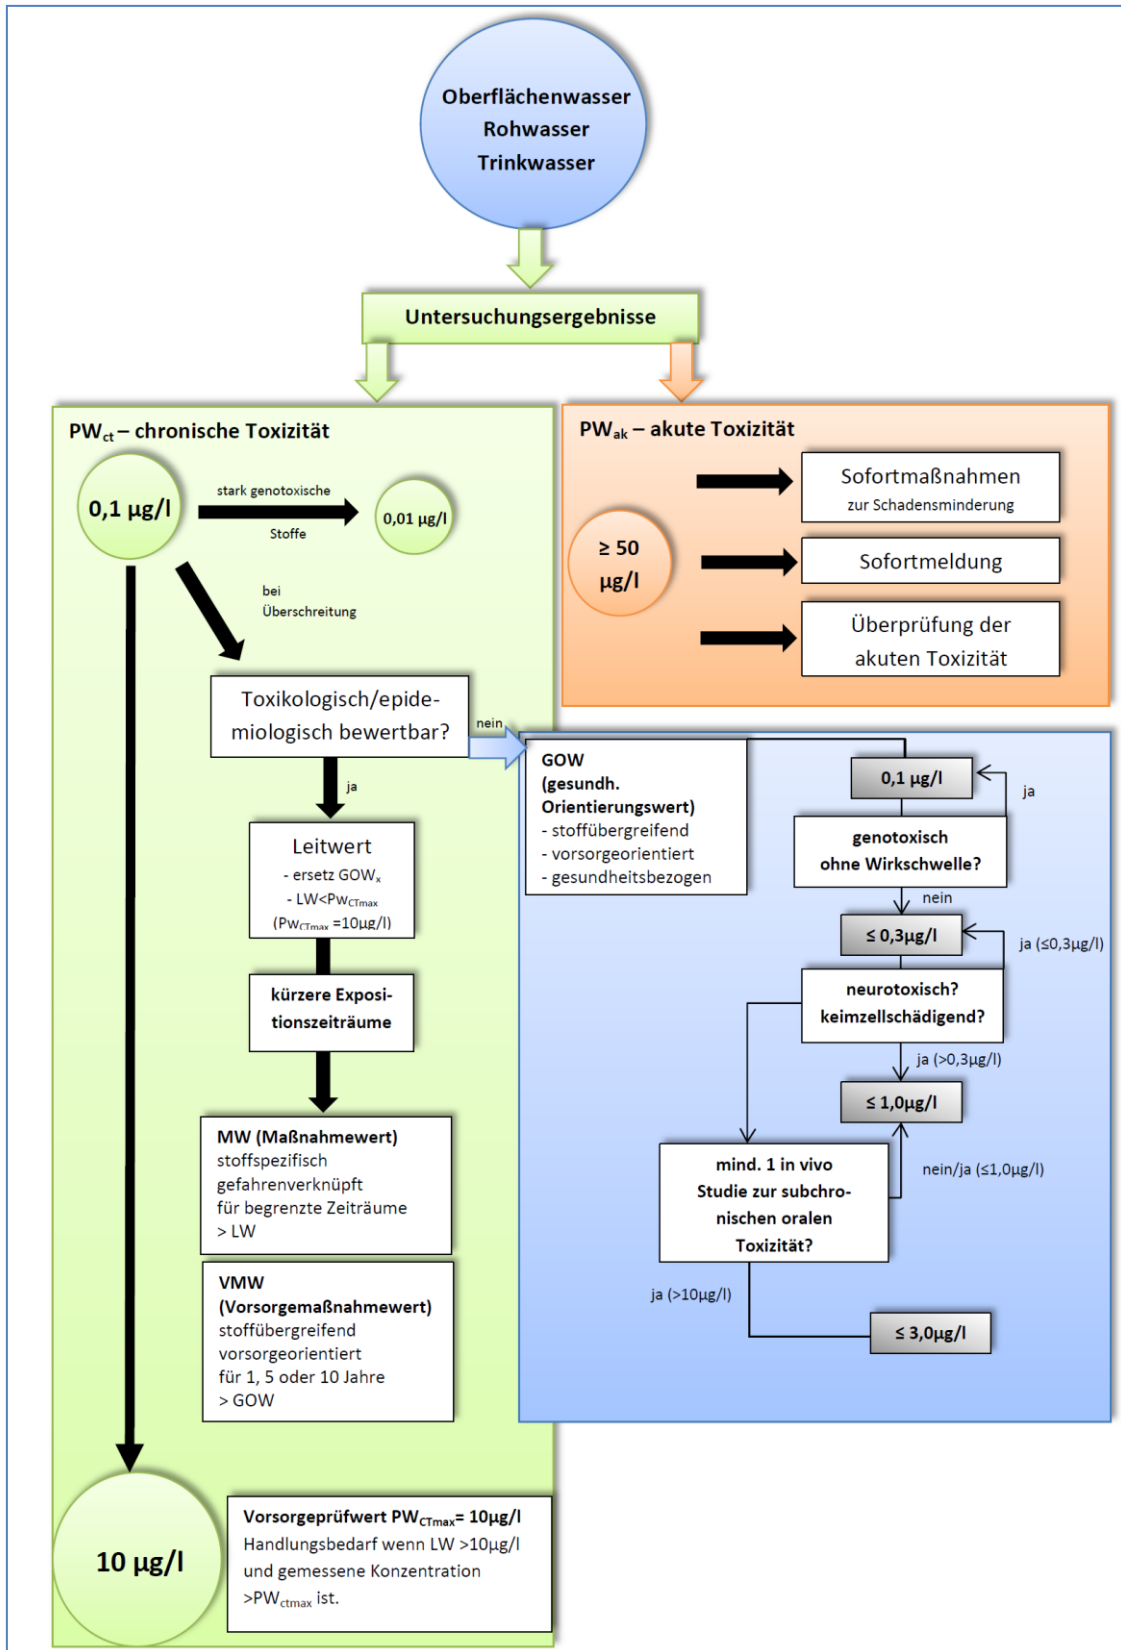 Oberflächenwasser
Rohwasser
Trinkwasser
Untersuchungsergebnisse
PWct – chronische Toxizität
0,1 µg/l
stark genotoxische
Stoffe
0,01 µg/l
bei
Überschreitung
Toxikologisch/epide-
miologisch bewertbar?
nein
ja
Leitwert
- ersetz GOWx
- LW<PwCTmax
(PwCTmax =10µg/l)
kürzere Exposi-
tionszeiträume
MW (Maßnahmewert)
stoffspezifisch
gefahrenverknüpft
für begrenzte Zeiträume
> LW
VMW
(Vorsorgemaßnahmewert)
stoffübergreifend
vorsorgeorientiert
für 1, 5 oder 10 Jahre
> GOW
10 µg/l
Vorsorgeprüfwert PWCTmax= 10µg/l
Handlungsbedarf wenn LW >10µg/l
und gemessene Konzentration
>PWctmax ist.
PWak – akute Toxizität
≥ 50
µg/l
Sofortmaßnahmen
zur Schadensminderung
Sofortmeldung
Überprüfung der
akuten Toxizität
GOW
(gesundh.
Orientierungswert)
- stoffübergreifend
- vorsorgeorientiert
- gesundheitsbezogen
0,1 µg/l
ja
genotoxisch
ohne Wirkschwelle?
nein
≤ 0,3µg/l
ja (≤0,3µg/l)
neurotoxisch?
keimzellschädigend?
ja (>0,3µg/l)
≤ 1,0µg/l
mind. 1 in vivo
Studie zur subchro-
nischen oralen
Toxizität?
nein/ja (≤1,0µg/l)
ja (>10µg/l)
≤ 3,0µg/l